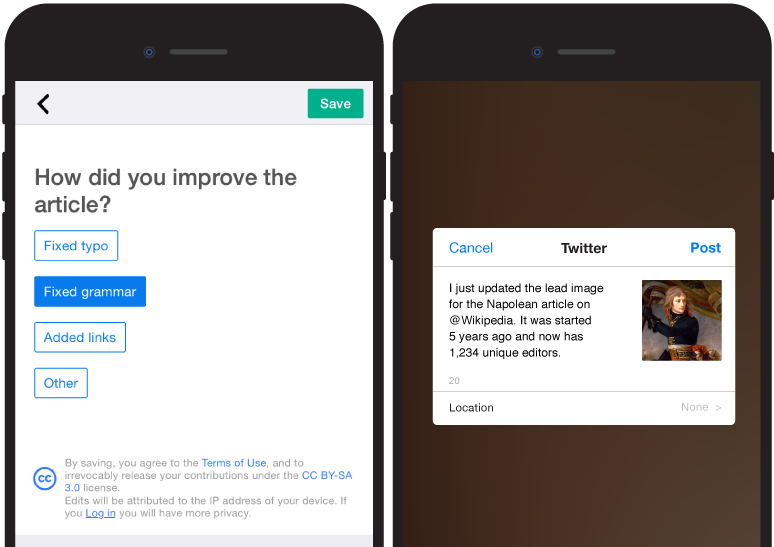 Save
How did you improve the
article?
Fixed typo
Fixed grammar
Added links
Other
cc
By saving, you agree to the Terms of Use, and to
irrevocably release your contributions under the CC BY-SA
3.0 license.
Edits will be attributed to the IP address of your device. If
you Log in you will have more privacy.
Cancel Twitter Post
I just updated the lead image
for the Napolean article on
@Wikipedia. It was started
5 years ago and now has
1,234 unique editors.
20
Location None >